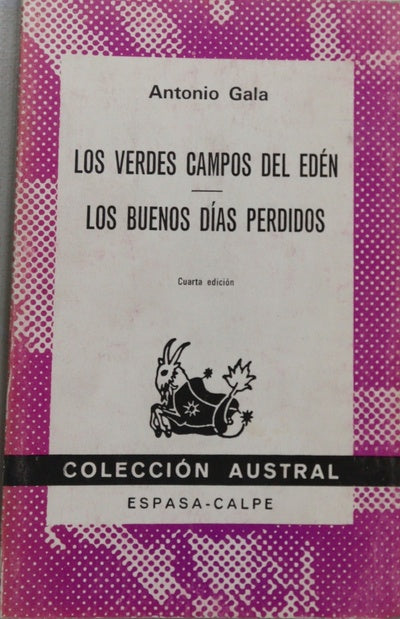 Antonio Gala
LOS VERDES CAMPOS DEL EDÉN
LOS BUENOS DÍAS PERDIDOS
Cuarta edición
COLECCIÓN AUSTRAL
ESPASA-CALPE